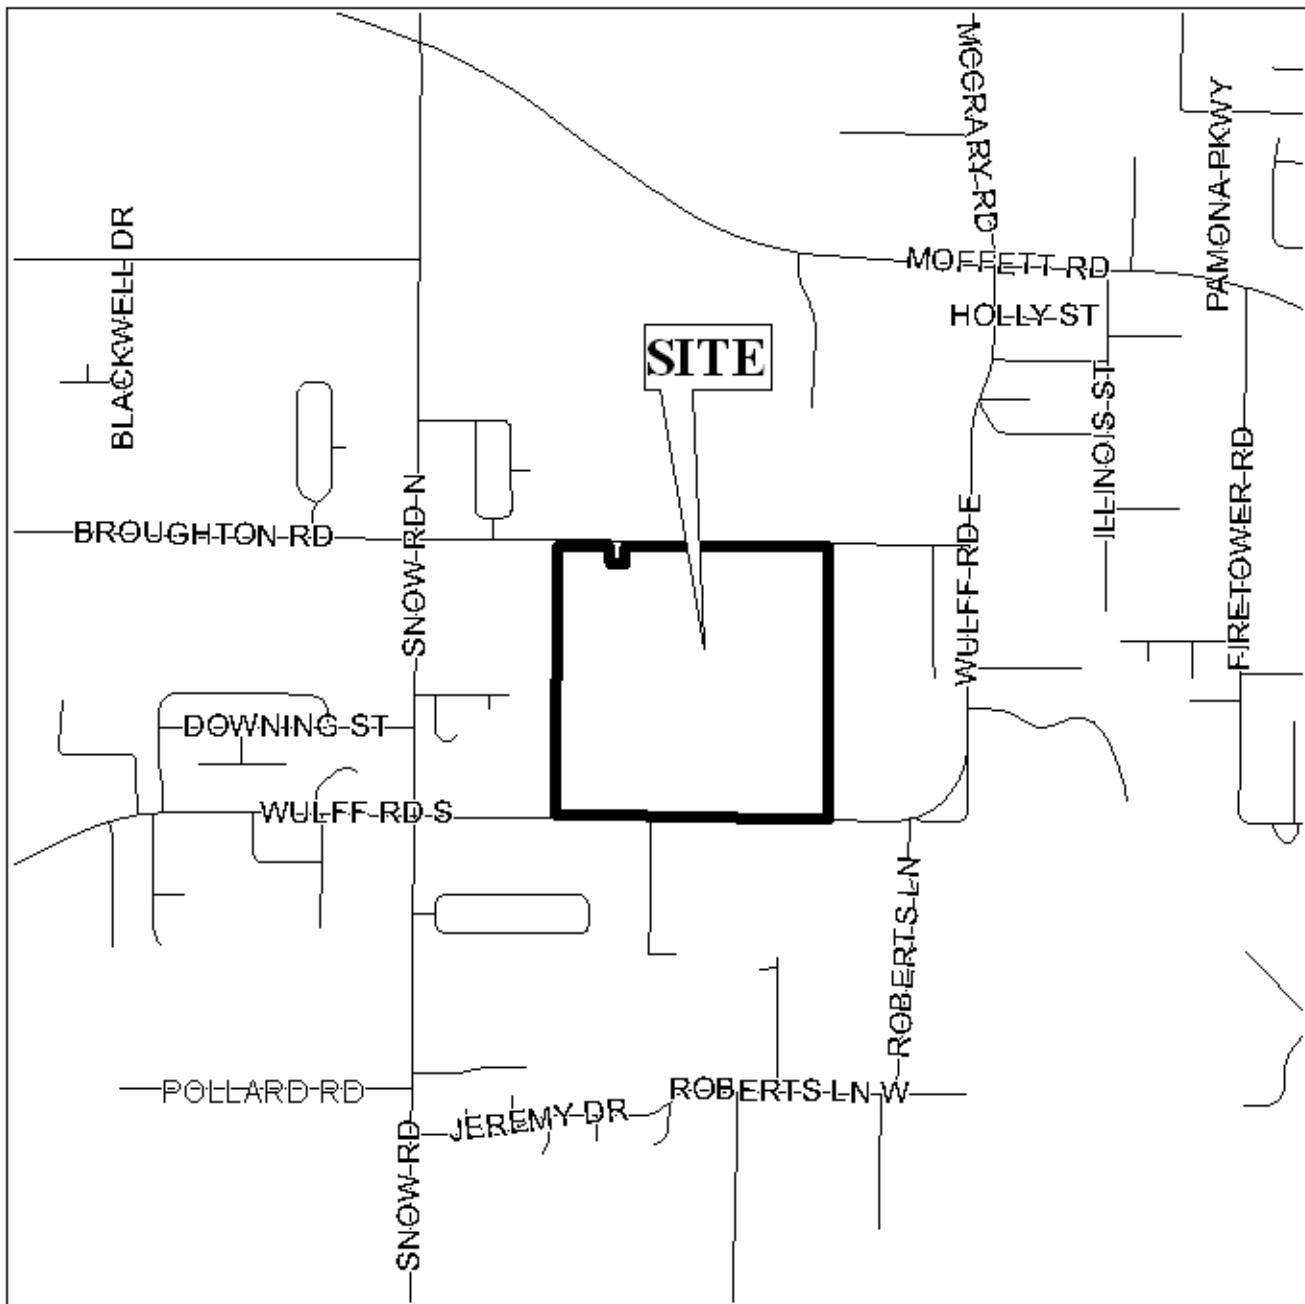 MCCRARY RD
PAMONA PKWY
BLACKWELL DR
MOFFETT RD
HOLLY ST
SITE
ILLINOIS ST
FIRETOWER RD
SNOW RD N
BROUGHTON RD
WULFF RD E
DOWNING ST
WULFF RD S
ROBERTS LN
POLLARD RD
ROBERTS LN W
JEREMY DR
SNOW RD